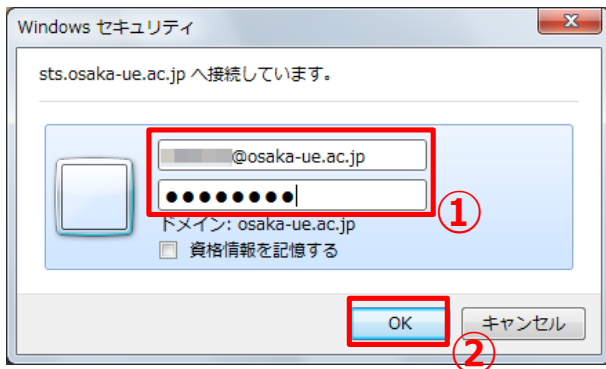 Windows セキュリティ
sts.osaka-ue.ac.jp へ接続しています。
@osaka-ue.ac.jp
●●●●●●●●
①
ドメイン: osaka-ue.ac.jp
資格情報を記憶する
OK
キャンセル
②